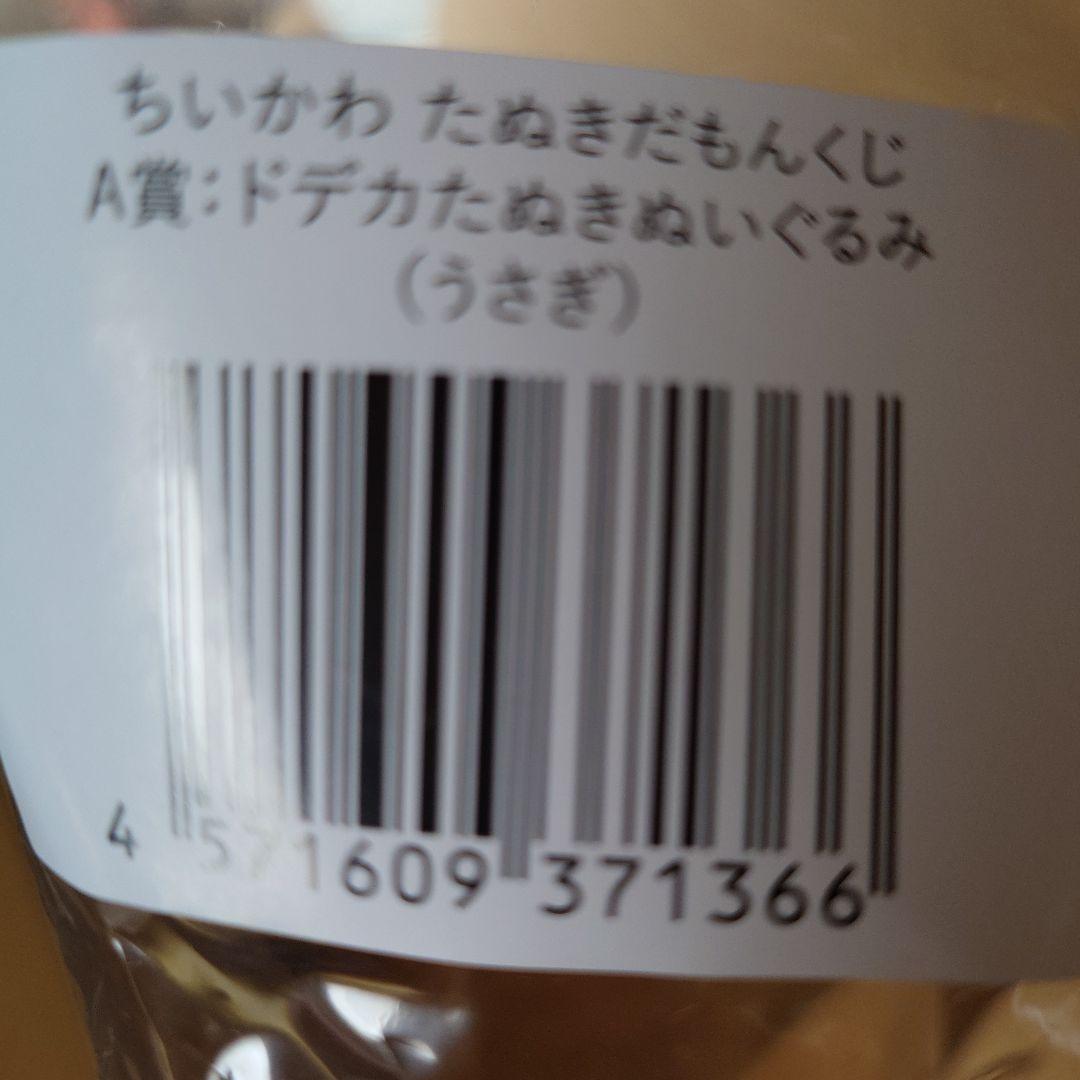 ちいかわ たぬきだもんくじ
A賞：ドデカたぬきぬいぐるみ
（うさぎ）
4 571609 371366